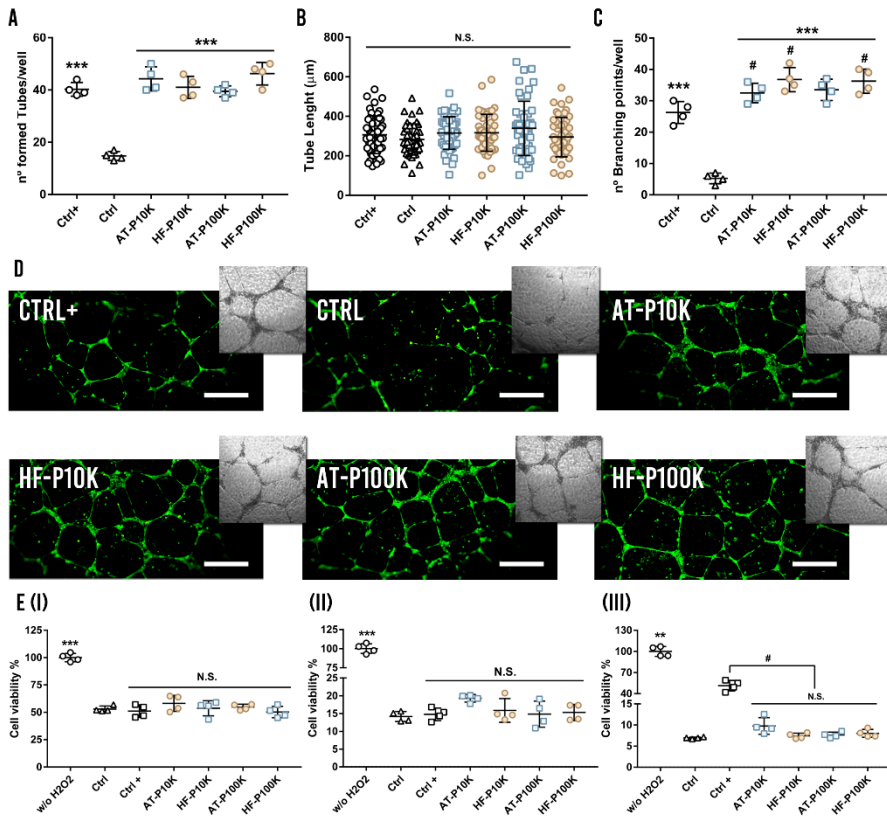 A
n° formed Tubes/well
60
40
20
0
***
***
Ctrl+
Ctrl
AT-P10K
HF-P10K
AT-P100K
HF-P100K
B
Tube Lenght (μm)
800
600
400
200
0
N.S.
Ctrl+
Ctrl
AT-P10K
HF-P10K
AT-P100K
HF-P100K
C
n° Branching points/well
50
40
30
20
10
0
***
***
#
#
#
Ctrl+
Ctrl
AT-P10K
HF-P10K
AT-P100K
HF-P100K
D
CTRL+
CTRL
AT-P10K
HF-P10K
AT-P100K
HF-P100K
E (I)
Cell viability %
125
100
75
50
25
0
***
N.S.
w/o H2O2
Ctrl
Ctrl +
AT-P10K
HF-P10K
AT-P100K
HF-P100K
(II)
Cell viability %
100
50
25
20
15
10
5
0
***
N.S.
w/o H2O2
Ctrl
Ctrl +
AT-P10K
HF-P10K
AT-P100K
HF-P100K
(III)
Cell viability %
130
100
70
40
15
10
5
0
**
#
N.S.
w/o H2O2
Ctrl
Ctrl +
AT-P10K
HF-P10K
AT-P100K
HF-P100K